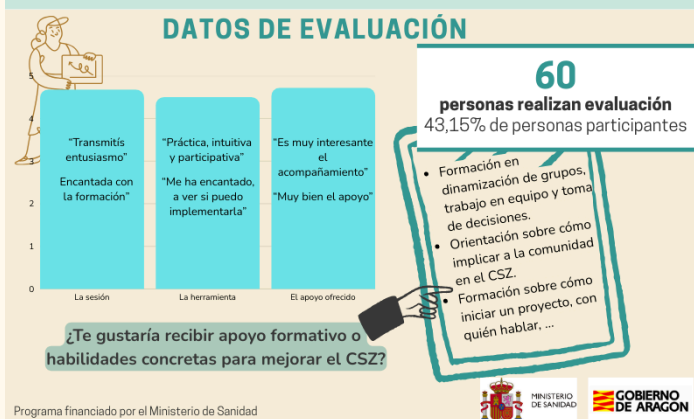 DATOS DE EVALUACIÓN
60
personas realizan evaluación
43,15% de personas participantes
5
4
3
2
1
0
“Transmitís
entusiasmo”
Encantada con
la formación”
“Práctica, intuitiva
y participativa”
“Me ha encantado,
a ver si puedo
implementarla”
“Es muy interesante
el
acompañamiento”
“Muy bien el apoyo”
La sesión
La herramienta
El apoyo ofrecido
• Formación en
dinamización de grupos,
trabajo en equipo y toma
de decisiones.
• Orientación sobre cómo
implicar a la comunidad
en el CSZ.
• Formación sobre cómo
iniciar un proyecto, con
quién hablar, ...
¿Te gustaría recibir apoyo formativo o
habilidades concretas para mejorar el CSZ?
Programa financiado por el Ministerio de Sanidad
MINISTERIO
DE SANIDAD
GOBIERNO
DE ARAGON